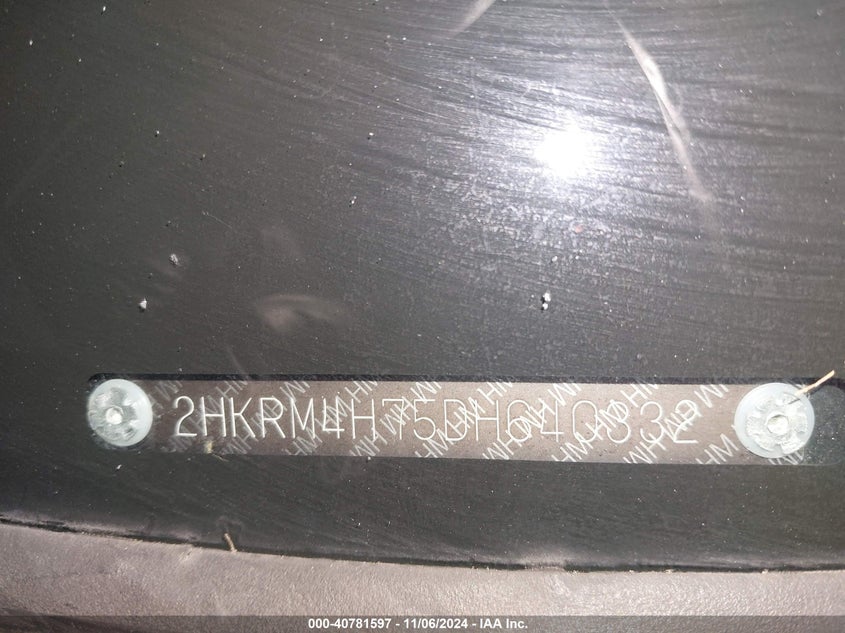 2HKRM4H75DH640332
000-40781597 - 11/06/2024 - IAA Inc.